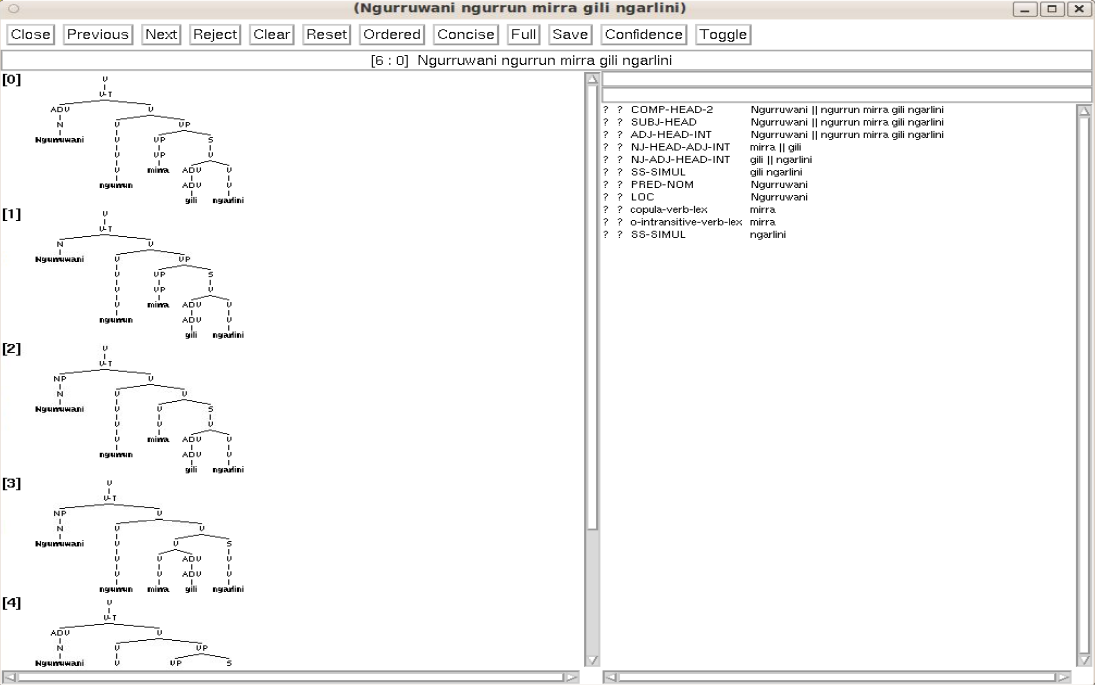 (Ngurruwani ngurrun mirra gili ngarlini)
Close Previous Next Reject Clear Reset Ordered Concise Full Save Confidence Toggle
[6 : 0] Ngurruwani ngurrun mirra gili ngarlini
[0]
V
V-T
ADV V
N V VP
Ngurruwani V VP S
V VP V
V mirra ADV V
ngurrun ADV V
gili ngarlini
[1]
V
V-T
N V
Ngurruwani V VP
V VP S
V VP V
V mirra ADV V
ngurrun ADV V
gili ngarlini
[2]
V
V-T
NP V
N V V
Ngurruwani V V S
V V V
V mirra ADV V
ngurrun ADV V
gili ngarlini
[3]
V
V-T
NP V
N V V
Ngurruwani V V S
V V ADV V
V V ADV V
ngurrun mirra gili ngarlini
[4]
V
V-T
ADV V
N V VP
Ngurruwani V VP S
? ? COMP-HEAD-2 Ngurruwani || ngurrun mirra gili ngarlini
? ? SUBJ-HEAD Ngurruwani || ngurrun mirra gili ngarlini
? ? ADJ-HEAD-INT Ngurruwani || ngurrun mirra gili ngarlini
? ? NJ-HEAD-ADJ-INT mirra || gili
? ? NJ-ADJ-HEAD-INT gili || ngarlini
? ? SS-SIMUL gili ngarlini
? ? PRED-NOM Ngurruwani
? ? LOC Ngurruwani
? ? copula-verb-lex mirra
? ? o-intransitive-verb-lex mirra
? ? SS-SIMUL ngarlini